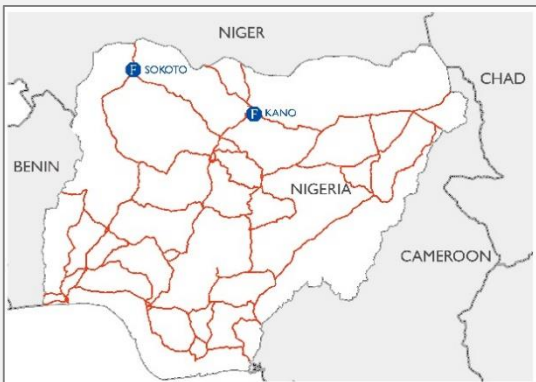 NIGER
F SOKOTO
CHAD
F KANO
BENIN
NIGERIA
CAMEROON